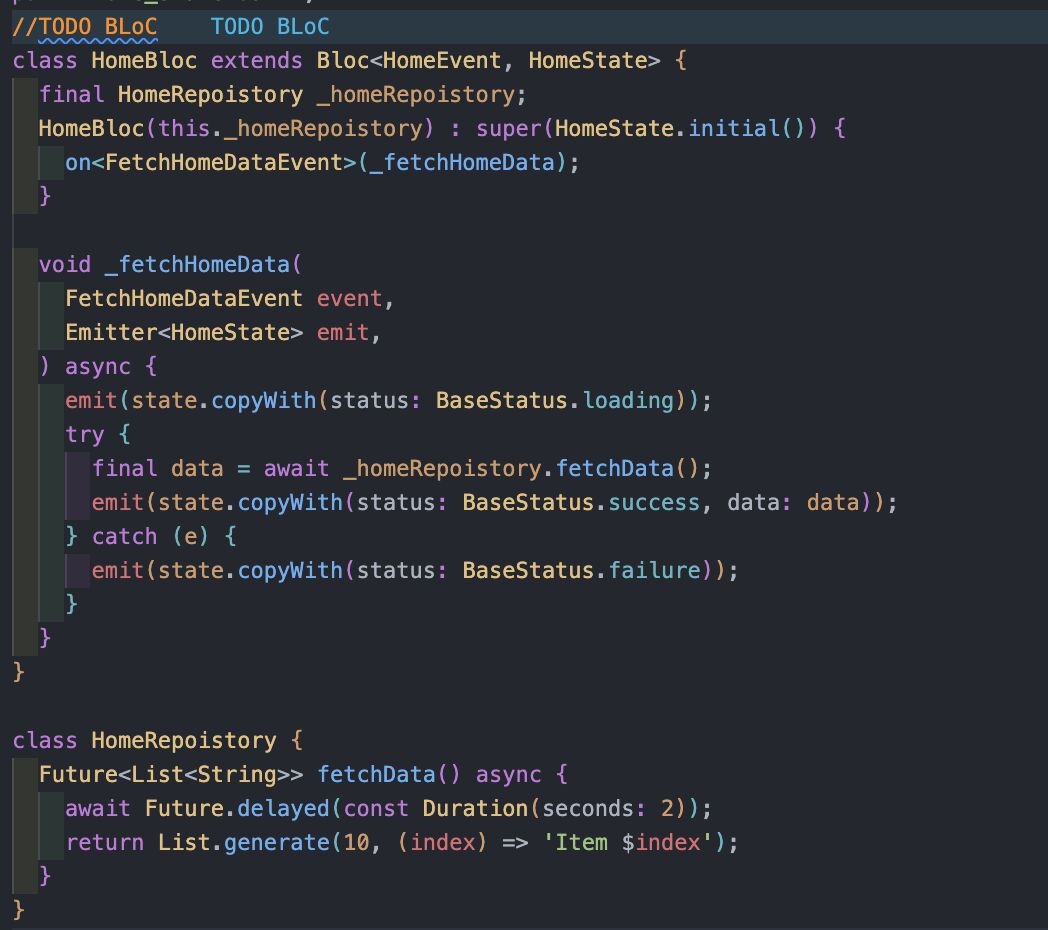 //TODO BLoC    TODO BLoC
class HomeBloc extends Bloc<HomeEvent, HomeState> {
  final HomeRepoistory _homeRepoistory;
  HomeBloc(this._homeRepoistory) : super(HomeState.initial()) {
    on<FetchHomeDataEvent>(_fetchHomeData);
  }

  void _fetchHomeData(
    FetchHomeDataEvent event,
    Emitter<HomeState> emit,
  ) async {
    emit(state.copyWith(status: BaseStatus.loading));
    try {
      final data = await _homeRepoistory.fetchData();
      emit(state.copyWith(status: BaseStatus.success, data: data));
    } catch (e) {
      emit(state.copyWith(status: BaseStatus.failure));
    }
  }
}

class HomeRepoistory {
  Future<List<String>> fetchData() async {
    await Future.delayed(const Duration(seconds: 2));
    return List.generate(10, (index) => 'Item $index');
  }
}